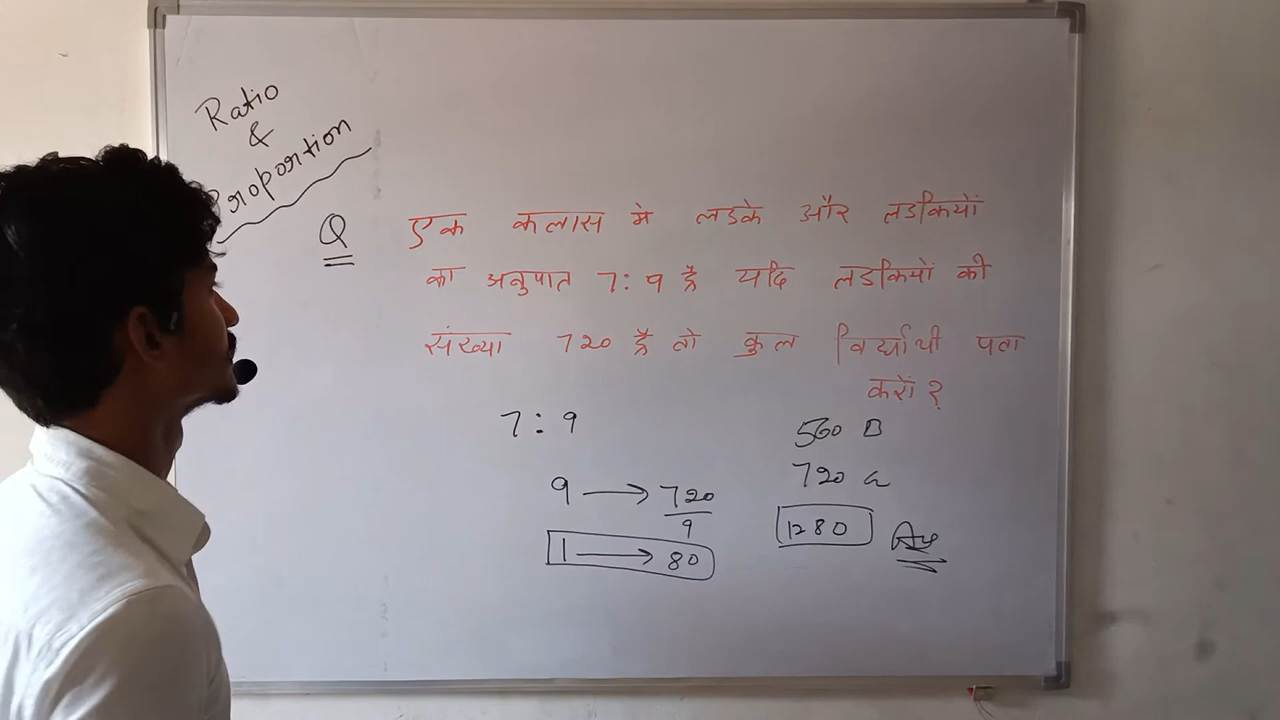 Ratio
&
Proportion
Q
एक कलास मे लडके और लडकियों
का अनुपात 7:9 है यदि लडकियों की
संख्या 720 है तो कुल विर्द्याथी पता
करों ?
7:9
9 → 720
9
1 → 80
560 B
720 G
1280 Ans